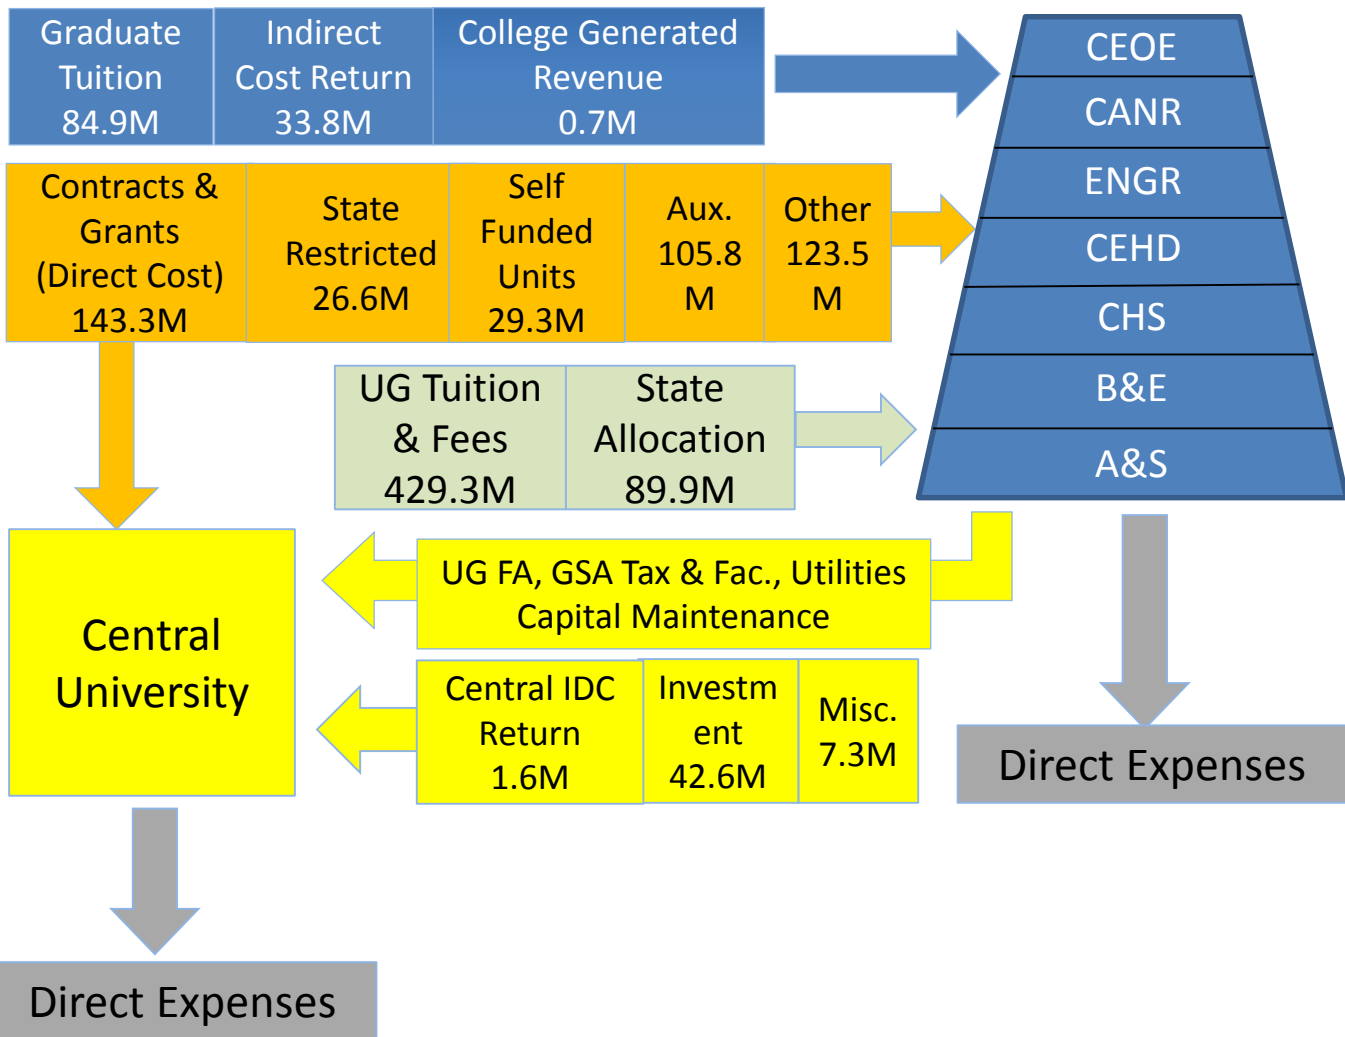 Graduate
Tuition
84.9M
Indirect
Cost Return
33.8M
College Generated
Revenue
0.7M
CEOE
CANR
ENGR
CEHD
CHS
B&E
A&S
Contracts &
Grants
(Direct Cost)
143.3M
State
Restricted
26.6M
Self
Funded
Units
29.3M
Aux.
105.8
M
Other
123.5
M
UG Tuition
& Fees
429.3M
State
Allocation
89.9M
UG FA, GSA Tax & Fac., Utilities
Capital Maintenance
Central
University
Central IDC
Return
1.6M
Investm
ent
42.6M
Misc.
7.3M
Direct Expenses
Direct Expenses